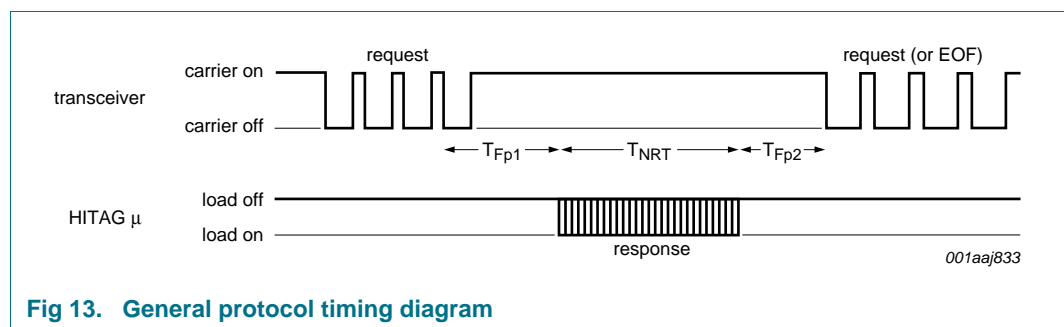 request
request (or EOF)
carrier on
transceiver
carrier off
TFp1
TNRT
TFp2
load off
HITAG μ
load on
response
001aaj833
Fig 13. General protocol timing diagram